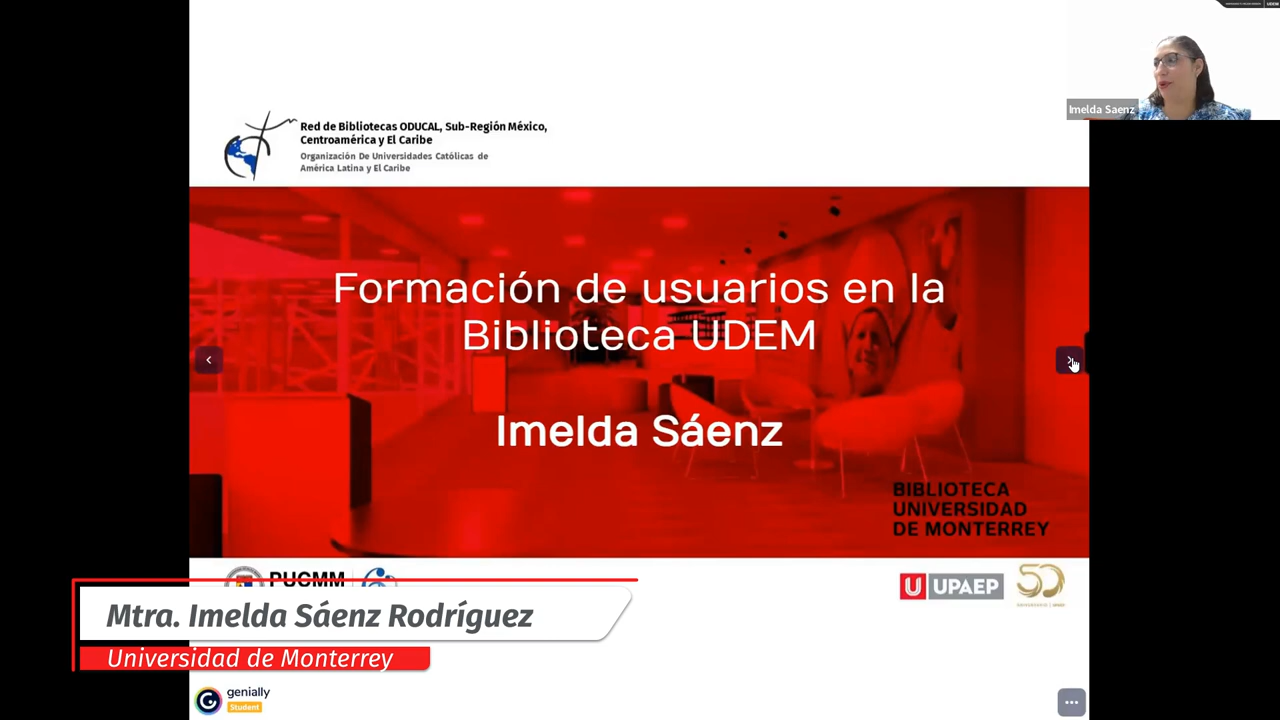 Imelda Saenz
Red de Bibliotecas ODUCAL, Sub-Región México,
Centroamérica y El Caribe
Organización De Universidades Católicas de
América Latina y El Caribe
Formación de usuarios en la
Biblioteca UDEM
Imelda Sáenz
BIBLIOTECA
UNIVERSIDAD
DE MONTERREY
PUCMM
U UPAEP
50
Mtra. Imelda Sáenz Rodríguez
Universidad de Monterrey
genially
Student